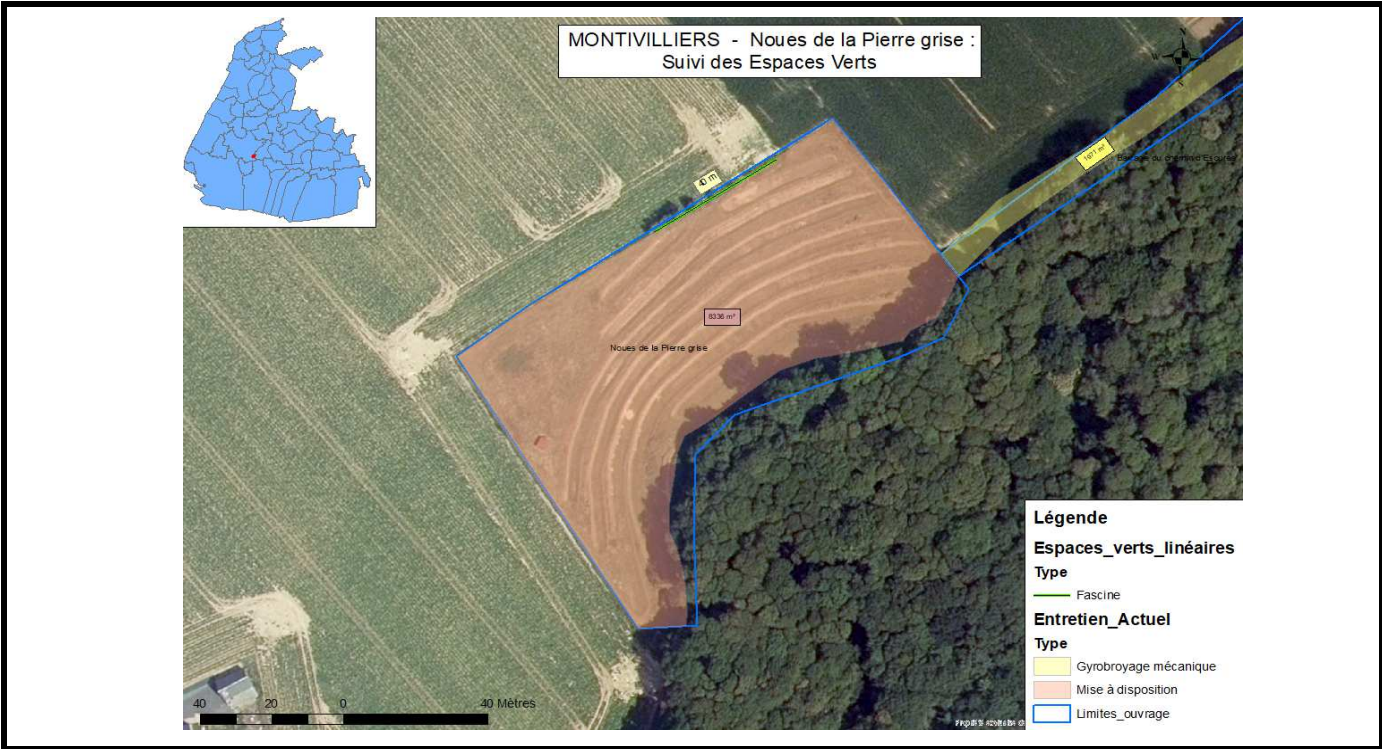 MONTIVILLIERS - Noues de la Pierre grise :
Suivi des Espaces Verts
N
W
40 m
8336 m²
Noues de la Pierre grise
Légende
Espaces_verts_linéaires
Type
Fascine
Entretien_Actuel
Type
Gyrobroyage mécanique
Mise à disposition
Limites_ouvrage
40 20 0 40 Mètres